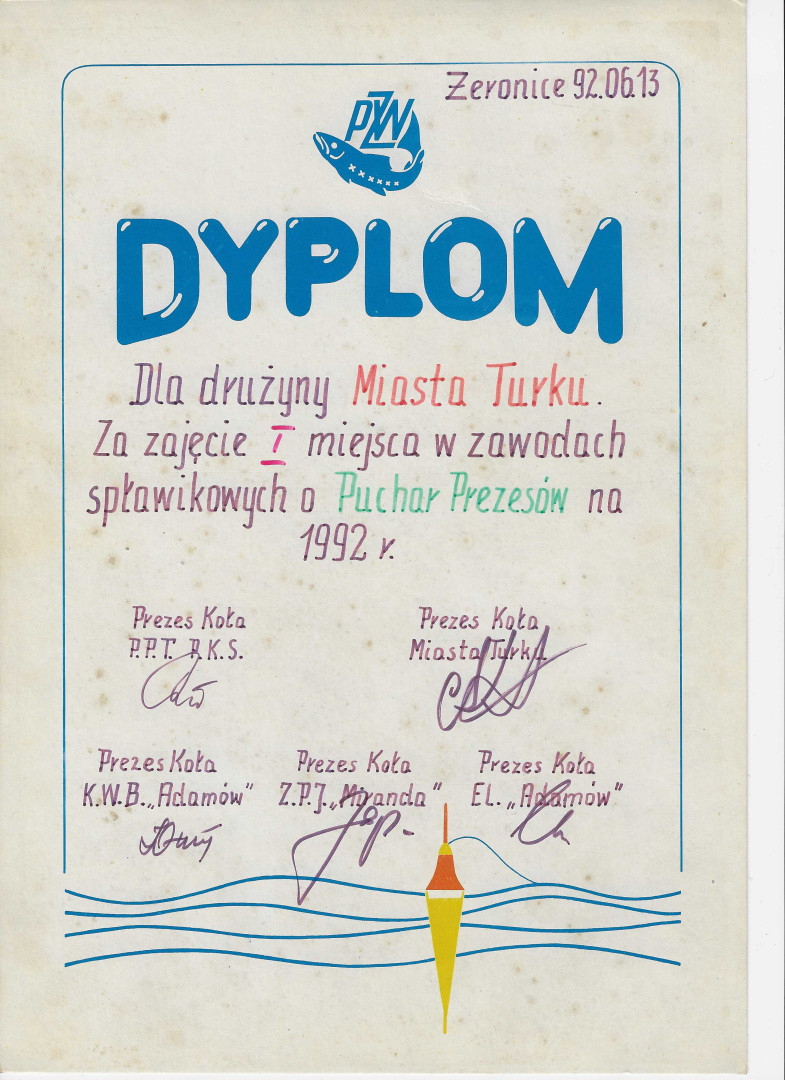 Żeronice 92.06.13
PZW
DYPLOM
Dla drużyny Miasta Turku.
Za zajęcie I miejsca w zawodach
spławikowych o Puchar Prezesów na
1992 r.
Prezes Koła
P.P.T. R.K.S.
Prezes Koła
Miasta Turku
Prezes Koła
K.W.B. „Adamów”
Prezes Koła
Z.P.J. „Miranda”
Prezes Koła
El. „Adamów”